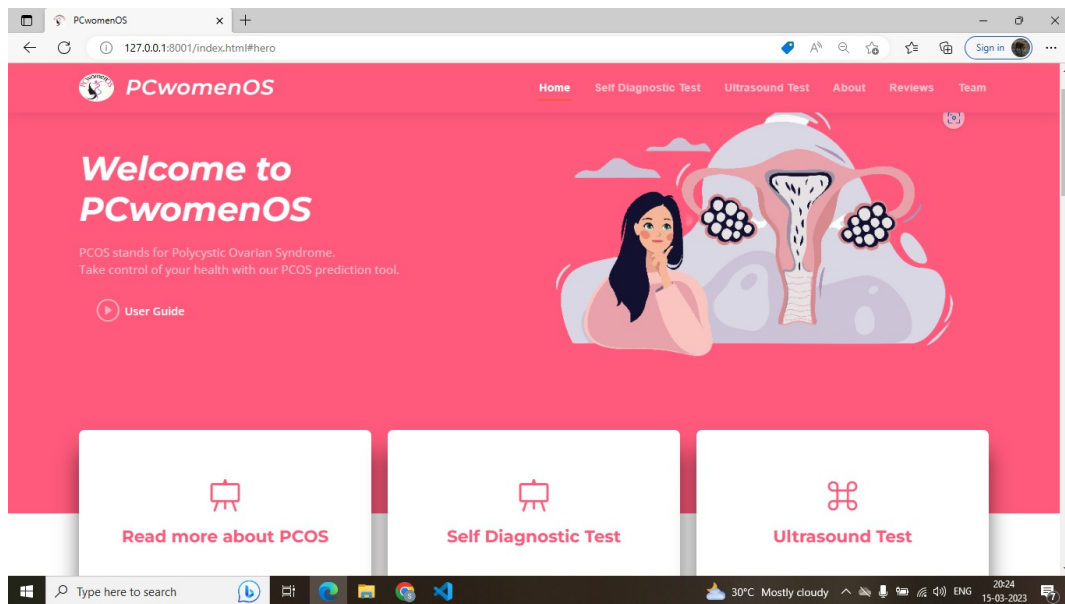 PCwomenOS
127.0.0.1:8001/index.html#hero
Sign in
PCwomenOS
PCwomenOS
Home Self Diagnostic Test Ultrasound Test About Reviews Team
Welcome to
PCwomenOS
PCOS stands for Polycystic Ovarian Syndrome.
Take control of your health with our PCOS prediction tool.
User Guide
Read more about PCOS
Self Diagnostic Test
Ultrasound Test
Type here to search
30°C Mostly cloudy
ENG
20:24
15-03-2023
7